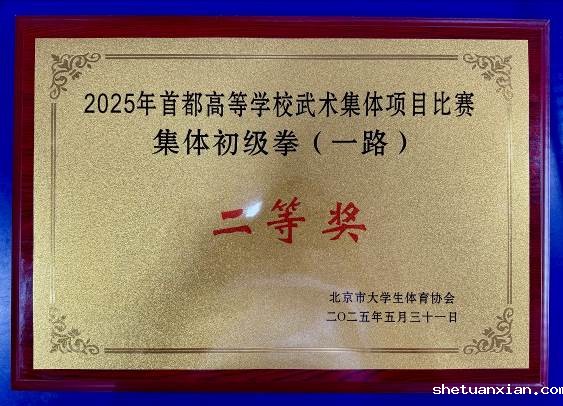 2025年首都高等学校武术集体项目比赛
集体初级拳（一路）
二等奖
北京市大学生体育协会
二〇二五年五月三十一日
shetuanxian.com